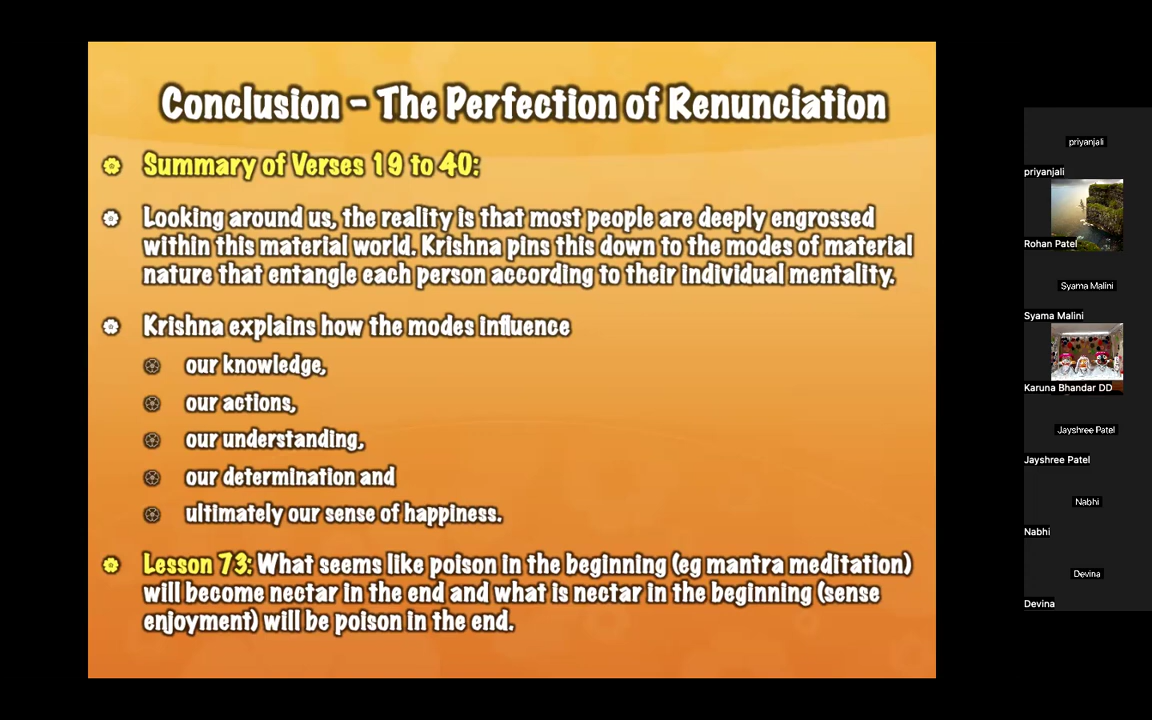 Conclusion - The Perfection of Renunciation
Summary of Verses 19 to 40:
Looking around us, the reality is that most people are deeply engrossed
within this material world. Krishna pins this down to the modes of material
nature that entangle each person according to their individual mentality.
Krishna explains how the modes influence
our knowledge,
our actions,
our understanding,
our determination and
ultimately our sense of happiness.
Lesson 73: What seems like poison in the beginning (eg mantra meditation)
will become nectar in the end and what is nectar in the beginning (sense
enjoyment) will be poison in the end.
priyanjali
priyanjali
Rohan Patel
Syama Malini
Syama Malini
Karuna Bhandar DD
Jayshree Patel
Jayshree Patel
Nabhi
Nabhi
Devina
Devina